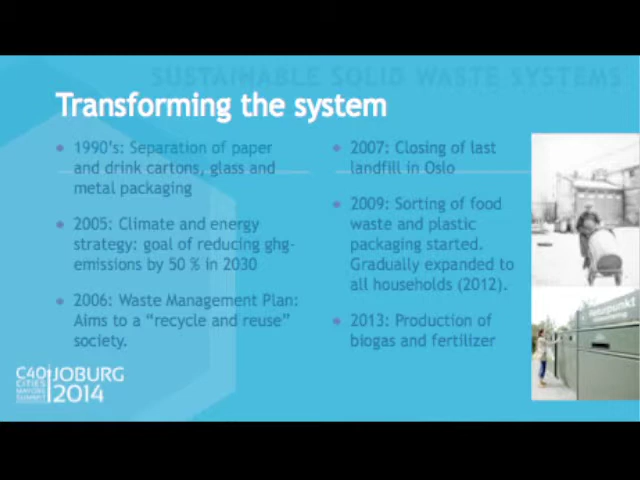 SUSTAINABLE SOLID WASTE SYSTEMS
Transforming the system
1990's: Separation of paper
and drink cartons, glass and
metal packaging
2005: Climate and energy
strategy: goal of reducing ghg-
emissions by 50 % in 2030
2006: Waste Management Plan:
Aims to a “recycle and reuse”
society.
2007: Closing of last
landfill in Oslo
2009: Sorting of food
waste and plastic
packaging started.
Gradually expanded to
all households (2012).
2013: Production of
biogas and fertilizer
C40
CITIES
MAYORS
SUMMIT
JOBURG
2014